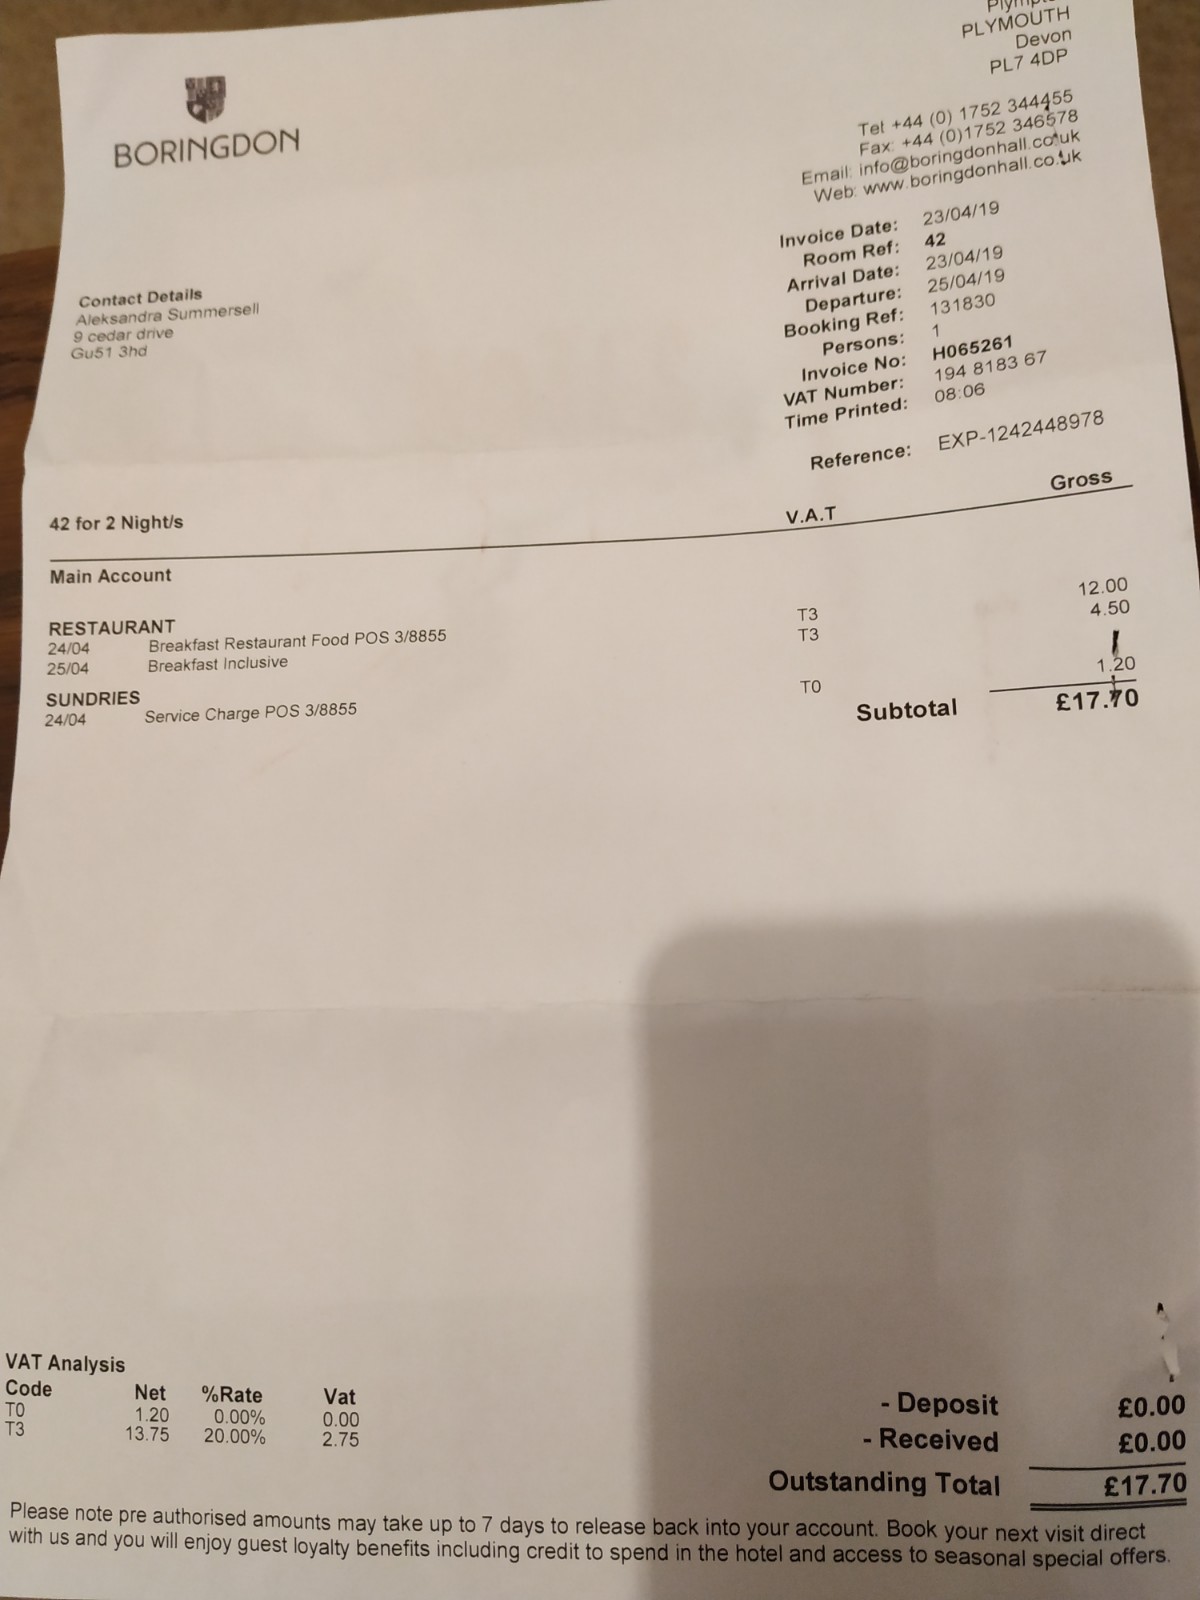 BORINGDON
PLYMOUTH
Devon
PL7 4DP
Tel +44 (0) 1752 344455
Fax: +44 (0)1752 346578
Email: info@boringdonhall.co.uk
Web: www.boringdonhall.co.uk
Invoice Date: 23/04/19
Room Ref: 42
Arrival Date: 23/04/19
Departure: 25/04/19
Booking Ref: 131830
Persons: 1
Invoice No: H065261
VAT Number: 194 8183 67
Time Printed: 08:06
Reference: EXP-1242448978
Contact Details
Aleksandra Summersell
9 cedar drive
Gu51 3hd
42 for 2 Night/s V.A.T Gross
Main Account
RESTAURANT
24/04 Breakfast Restaurant Food POS 3/8855 T3 12.00
25/04 Breakfast Inclusive T3 4.50
SUNDRIES
24/04 Service Charge POS 3/8855 T0 1.20
Subtotal £17.70
VAT Analysis
Code Net %Rate Vat
T0 1.20 0.00% 0.00
T3 13.75 20.00% 2.75
- Deposit £0.00
- Received £0.00
Outstanding Total £17.70
Please note pre authorised amounts may take up to 7 days to release back into your account. Book your next visit direct
with us and you will enjoy guest loyalty benefits including credit to spend in the hotel and access to seasonal special offers.